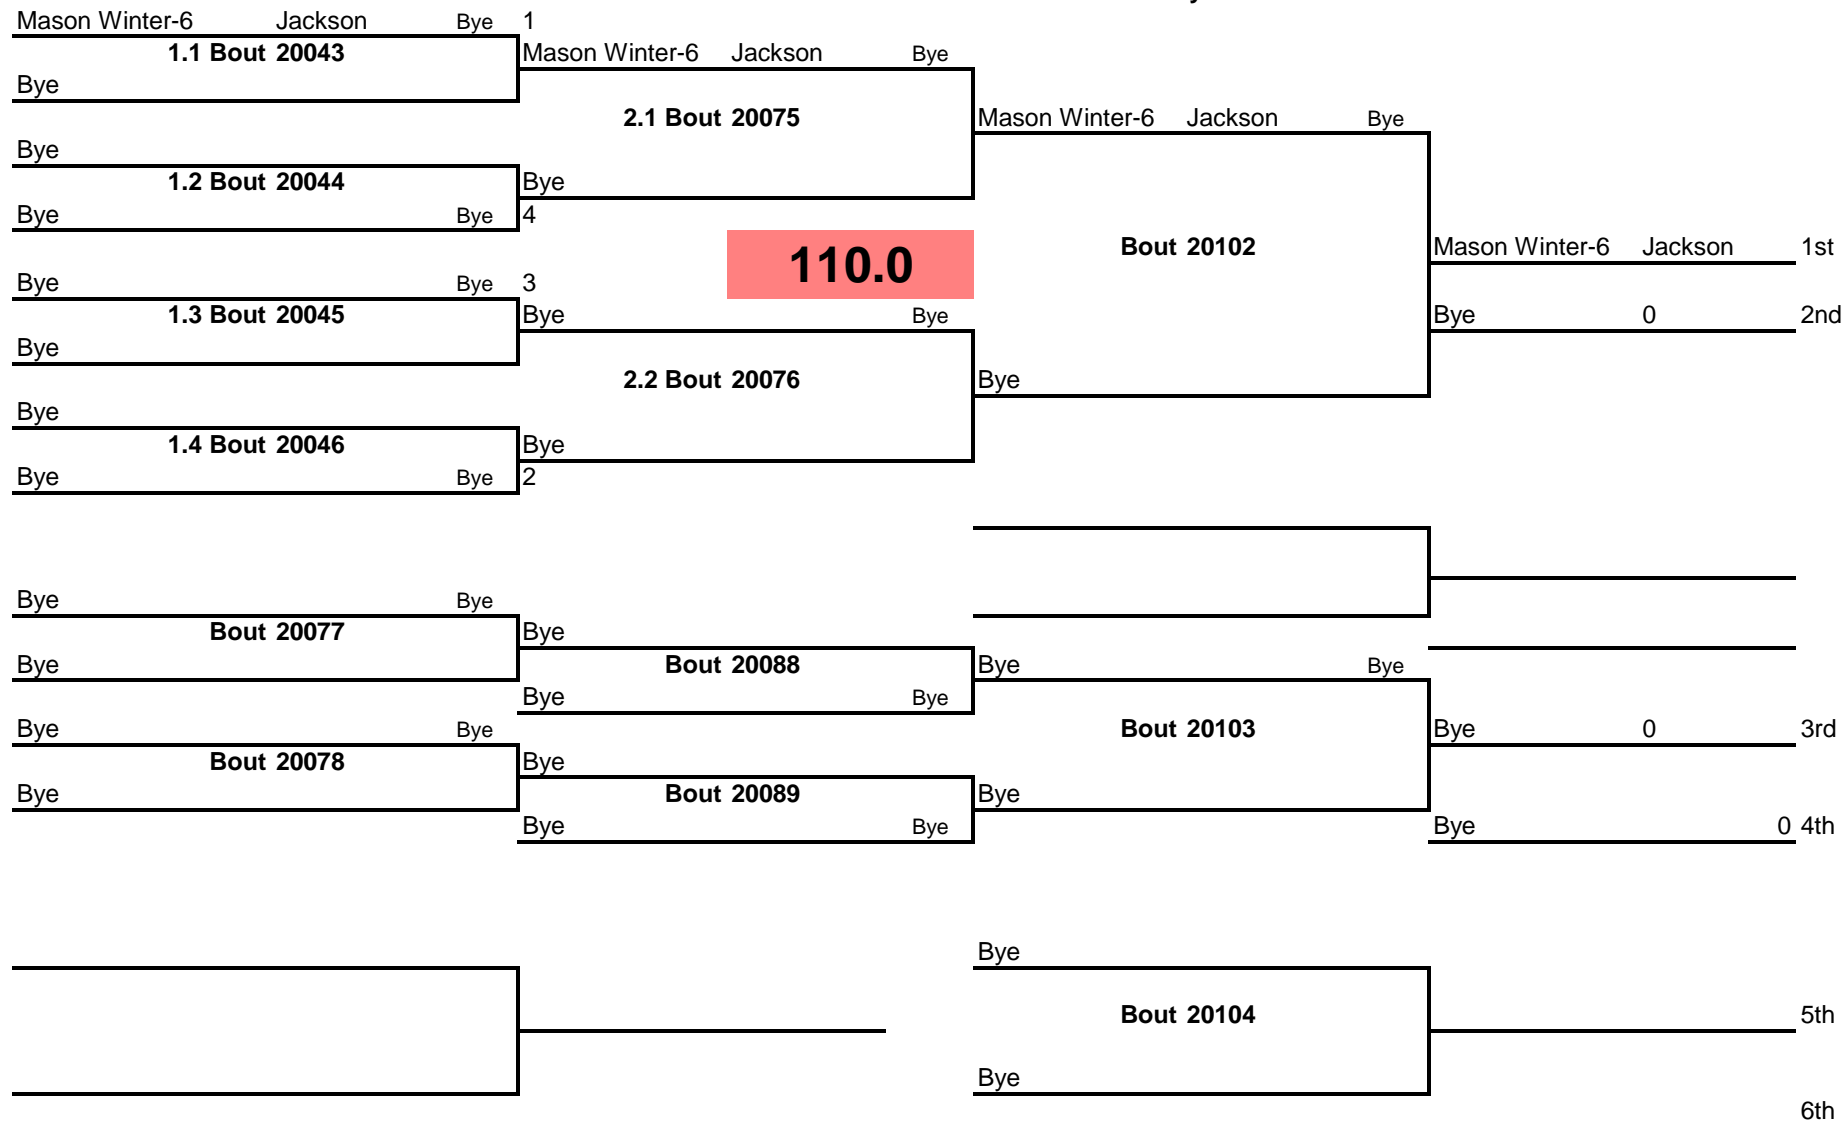 Mason Winter-6 Jackson Bye 1
1.1 Bout 20043 Mason Winter-6 Jackson Bye
Bye
2.1 Bout 20075 Mason Winter-6 Jackson Bye
Bye
1.2 Bout 20044 Bye
Bye Bye 4
110.0 Bout 20102 Mason Winter-6 Jackson 1st
Bye Bye 3
1.3 Bout 20045 Bye Bye Bye 0 2nd
Bye
2.2 Bout 20076 Bye
Bye
1.4 Bout 20046 Bye
Bye Bye 2
Bye Bye
Bout 20077 Bye
Bye Bout 20088 Bye Bye
Bye Bye
Bye Bye Bout 20103 Bye 0 3rd
Bout 20078 Bye
Bye Bout 20089 Bye
Bye Bye Bye 0 4th
Bye
Bout 20104 5th
Bye
6th